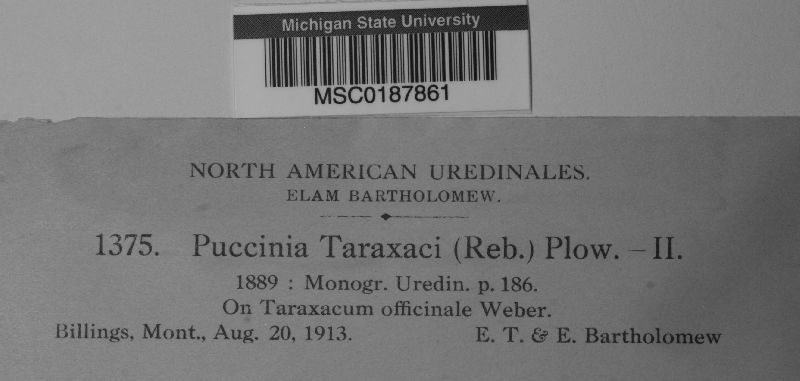 Michigan State University
MSC0187861
NORTH AMERICAN UREDINALES.
ELAM BARTHOLOMEW.
1375. Puccinia Taraxaci (Reb.) Plow. – II.
1889 : Monogr. Uredin. p. 186.
On Taraxacum officinale Weber.
Billings, Mont., Aug. 20, 1913. E. T. & E. Bartholomew